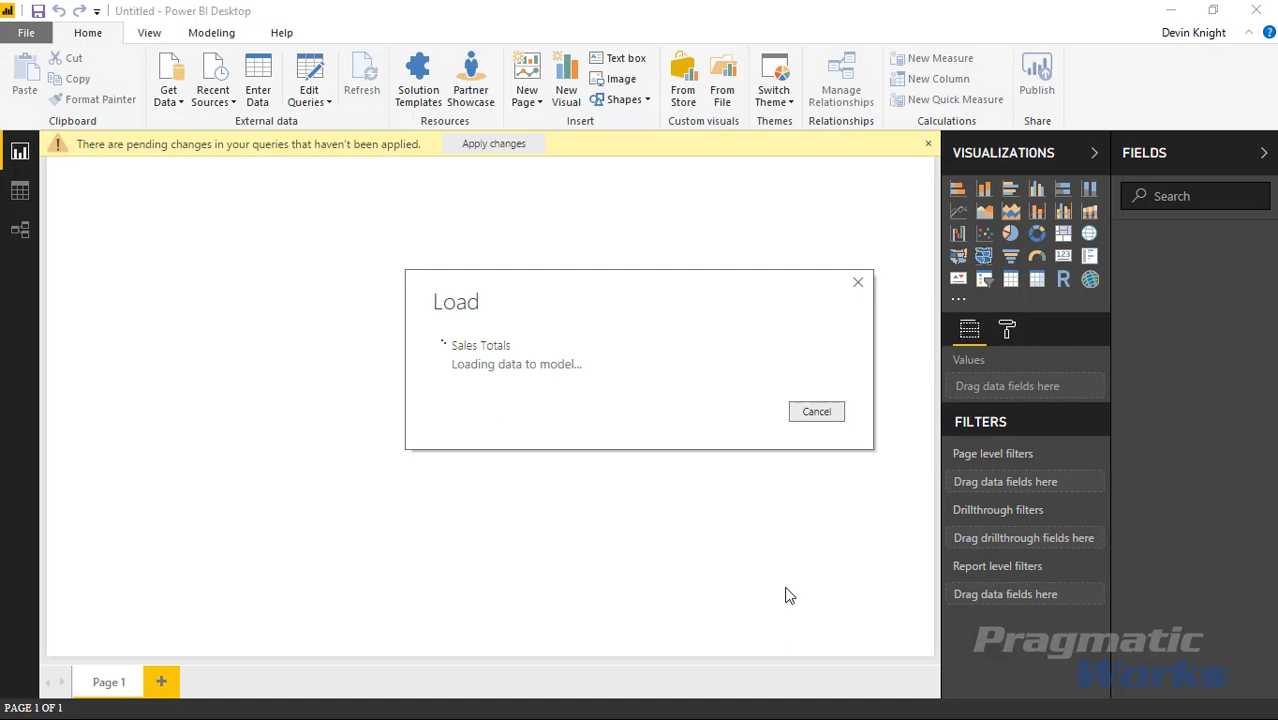 Untitled - Power BI Desktop
File
Home
View
Modeling
Help
Devin Knight
Paste
Cut
Copy
Format Painter
Clipboard
Get
Data
Recent
Sources
Enter
Data
Edit
Queries
Refresh
External data
Solution
Templates
Partner
Showcase
Resources
New
Page
New
Visual
Text box
Image
Shapes
Insert
From
Store
From
File
Custom visuals
Switch
Theme
Themes
Manage
Relationships
Relationships
New Measure
New Column
New Quick Measure
Calculations
Publish
Share
There are pending changes in your queries that haven't been applied.
Apply changes
Load
Sales Totals
Loading data to model...
Cancel
VISUALIZATIONS
123
R
Values
Drag data fields here
FILTERS
Page level filters
Drag data fields here
Drillthrough filters
Drag drillthrough fields here
Report level filters
Drag data fields here
FIELDS
Search
Pragmatic
Works
Page 1
PAGE 1 OF 1